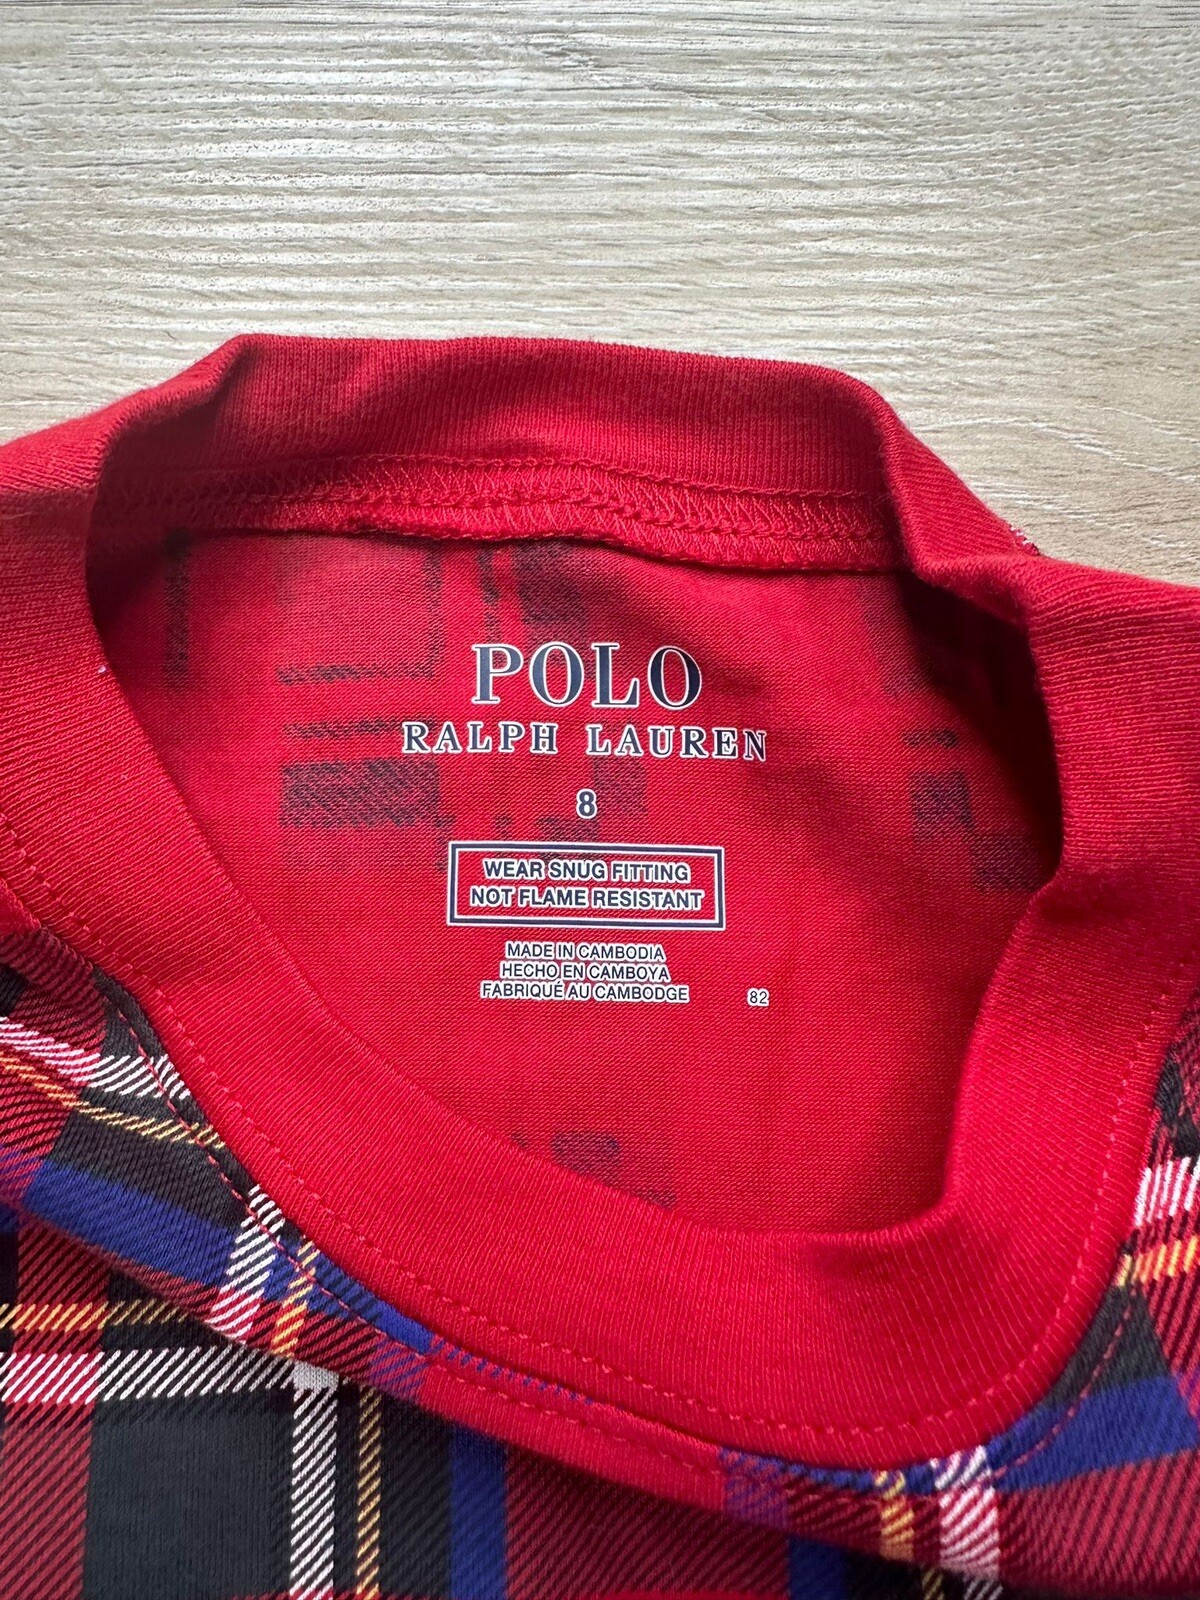 POLO
RALPH LAUREN
8
WEAR SNUG FITTING
NOT FLAME RESISTANT
MADE IN CAMBODIA
HECHO EN CAMBOYA
FABRIQUÉ AU CAMBODGE
82